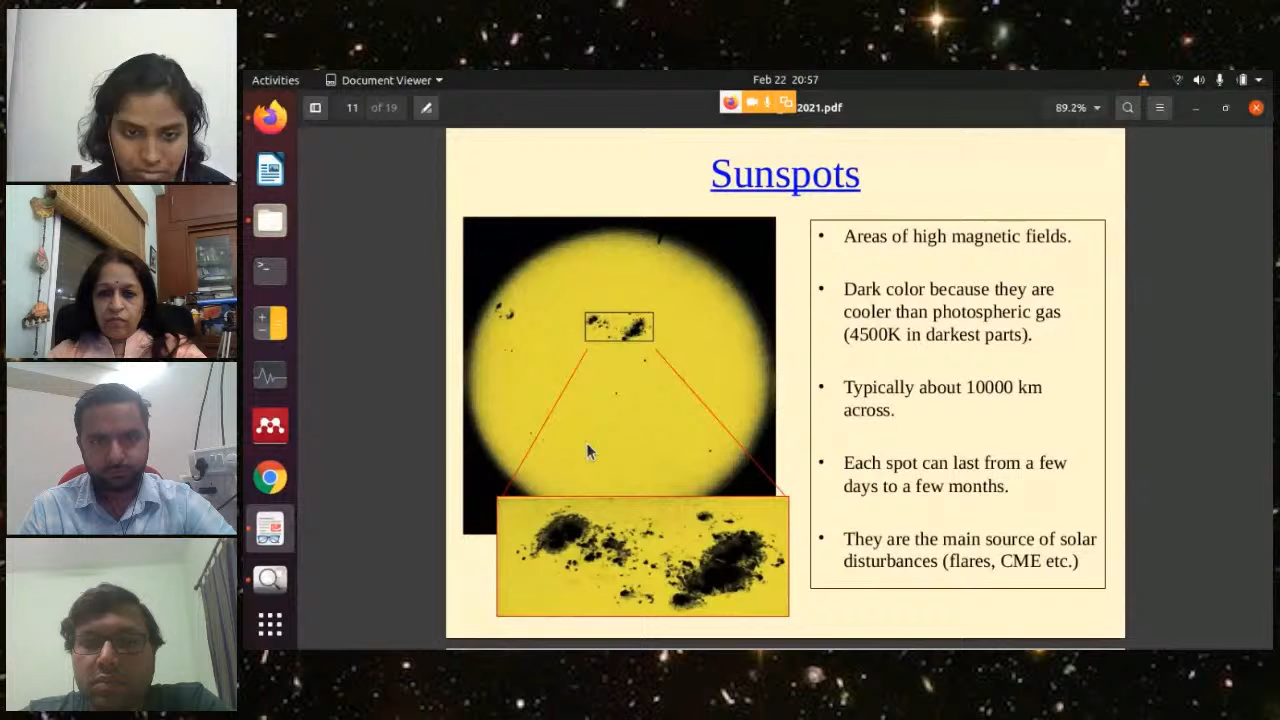 Activities
Document Viewer
Feb 22 20:57
11
of 19
2021.pdf
89.2%
Sunspots
• Areas of high magnetic fields.
• Dark color because they are
cooler than photospheric gas
(4500K in darkest parts).
• Typically about 10000 km
across.
• Each spot can last from a few
days to a few months.
• They are the main source of solar
disturbances (flares, CME etc.)